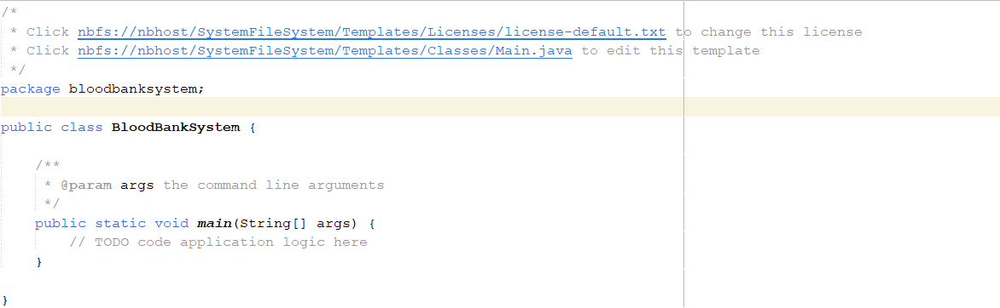 /*
 * Click nbfs://nbhost/SystemFileSystem/Templates/Licenses/license-default.txt to change this license
 * Click nbfs://nbhost/SystemFileSystem/Templates/Classes/Main.java to edit this template
 */
package bloodbanksystem;
public class BloodBankSystem {
    /**
     * @param args the command line arguments
     */
    public static void main(String[] args) {
        // TODO code application logic here
    }
}